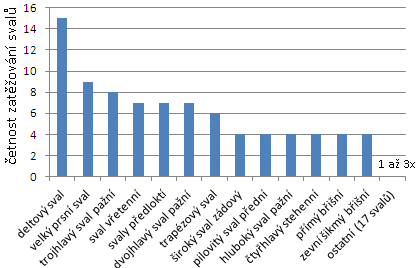 četnost zatěžování svalů
16
14
12
10
8
6
4
2
0
1 až 3x
deltový sval
velký prsní sval
trojhlavý sval pažní
sval vřetenní
svaly předloktí
dvojhlavý sval pažní
trapézový sval
široký sval zádový
pilovitý sval přední
hluboký sval pažní
čtyřhlavý stehenní
přímý břišní
zevní šikmý břišní
ostatní (17 svalů)